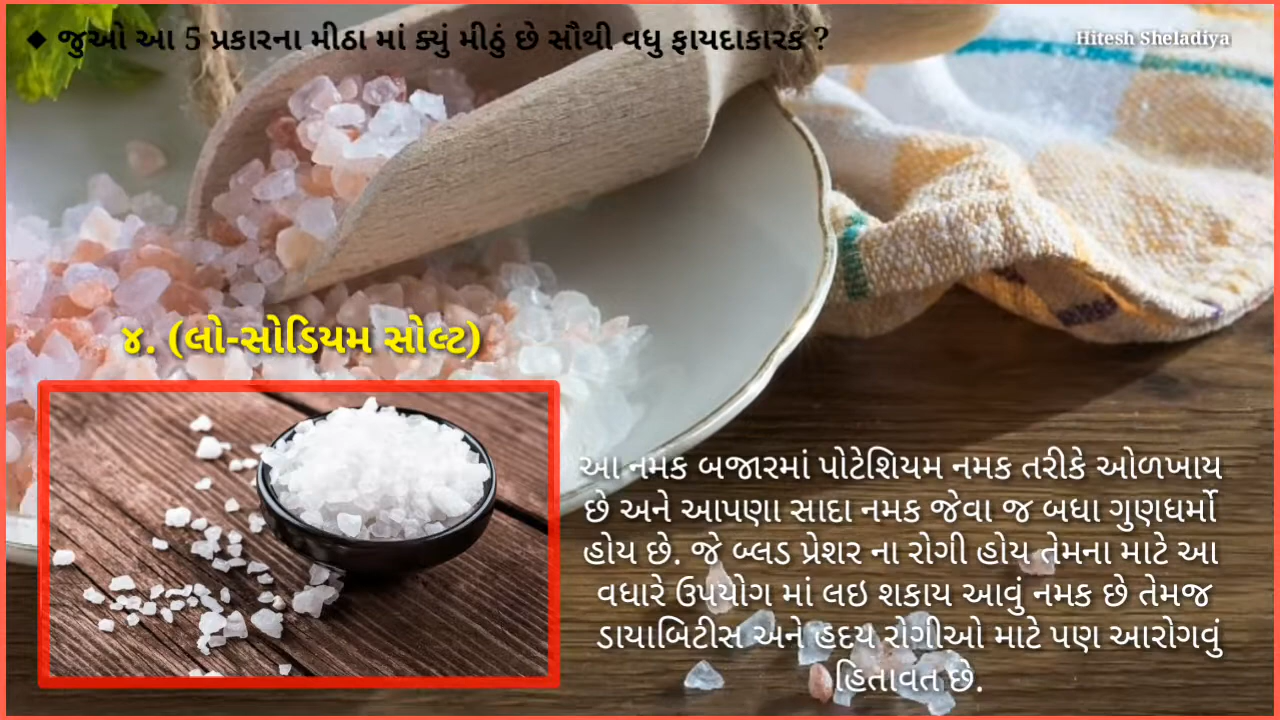 ◆ જુઓ આ 5 પ્રકારના મીઠા માં ક્યું મીઠું છે સૌથી વધુ ફાયદાકારક ?
Hitesh Sheladiya
૪. (લો-સોડિયમ સોલ્ટ)
આ નમક બજારમાં પોટેશિયમ નમક તરીકે ઓળખાય
છે અને આપણા સાદા નમક જેવા જ બધા ગુણધર્મો
હોય છે. જે બ્લડ પ્રેશર ના રોગી હોય તેમના માટે આ
વધારે ઉપયોગ માં લઇ શકાય આવું નમક છે તેમજ
ડાયાબિટીસ અને હદય રોગીઓ માટે પણ આરોગવું
હિતાવત છે.